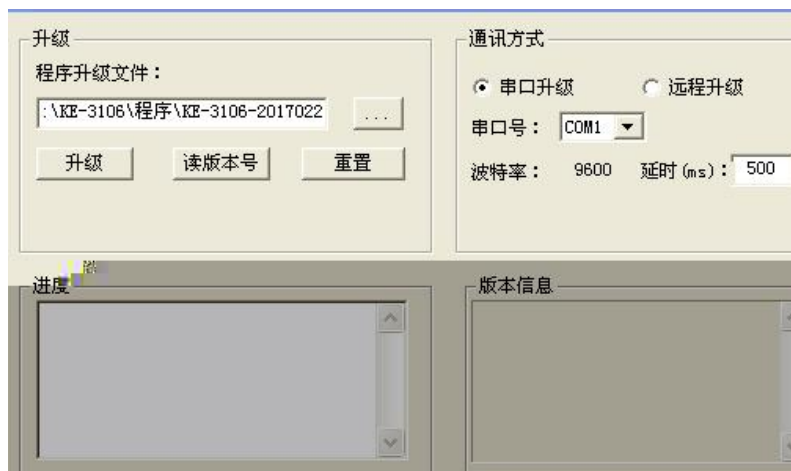 升级
程序升级文件：
:\KE-3106\程序\KE-3106-2017022
...
升级 读版本号 重置
通讯方式
串口升级 远程升级
串口号： COM1
波特率： 9600 延时(ms)： 500
进度
版本信息